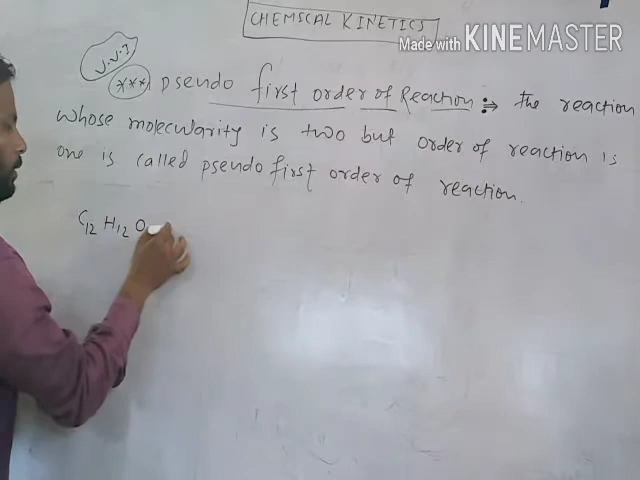 CHEMSCAL KINETICS
Made with KINEMASTER
V.V.I
*** Pseudo first order of Reaction :⇒ the reaction
whose molecularity is two but order of reaction is
one is called pseudo first order of reaction.
C12 H12 O